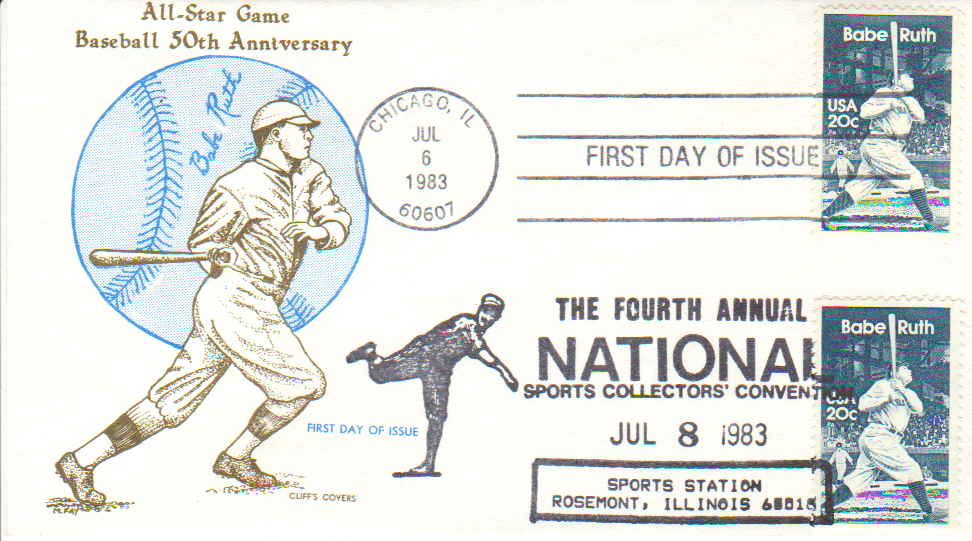 All-Star Game
Baseball 50th Anniversary
Babe Ruth
CHICAGO, IL
JUL
6
1983
60607
FIRST DAY OF ISSUE
Babe Ruth
USA
20c
FIRST DAY OF ISSUE
CLIFF'S COVERS
THE FOURTH ANNUAL
NATIONAL
SPORTS COLLECTORS' CONVENTION
JUL 8 1983
SPORTS STATION
ROSEMONT, ILLINOIS
Babe Ruth
USA
20c